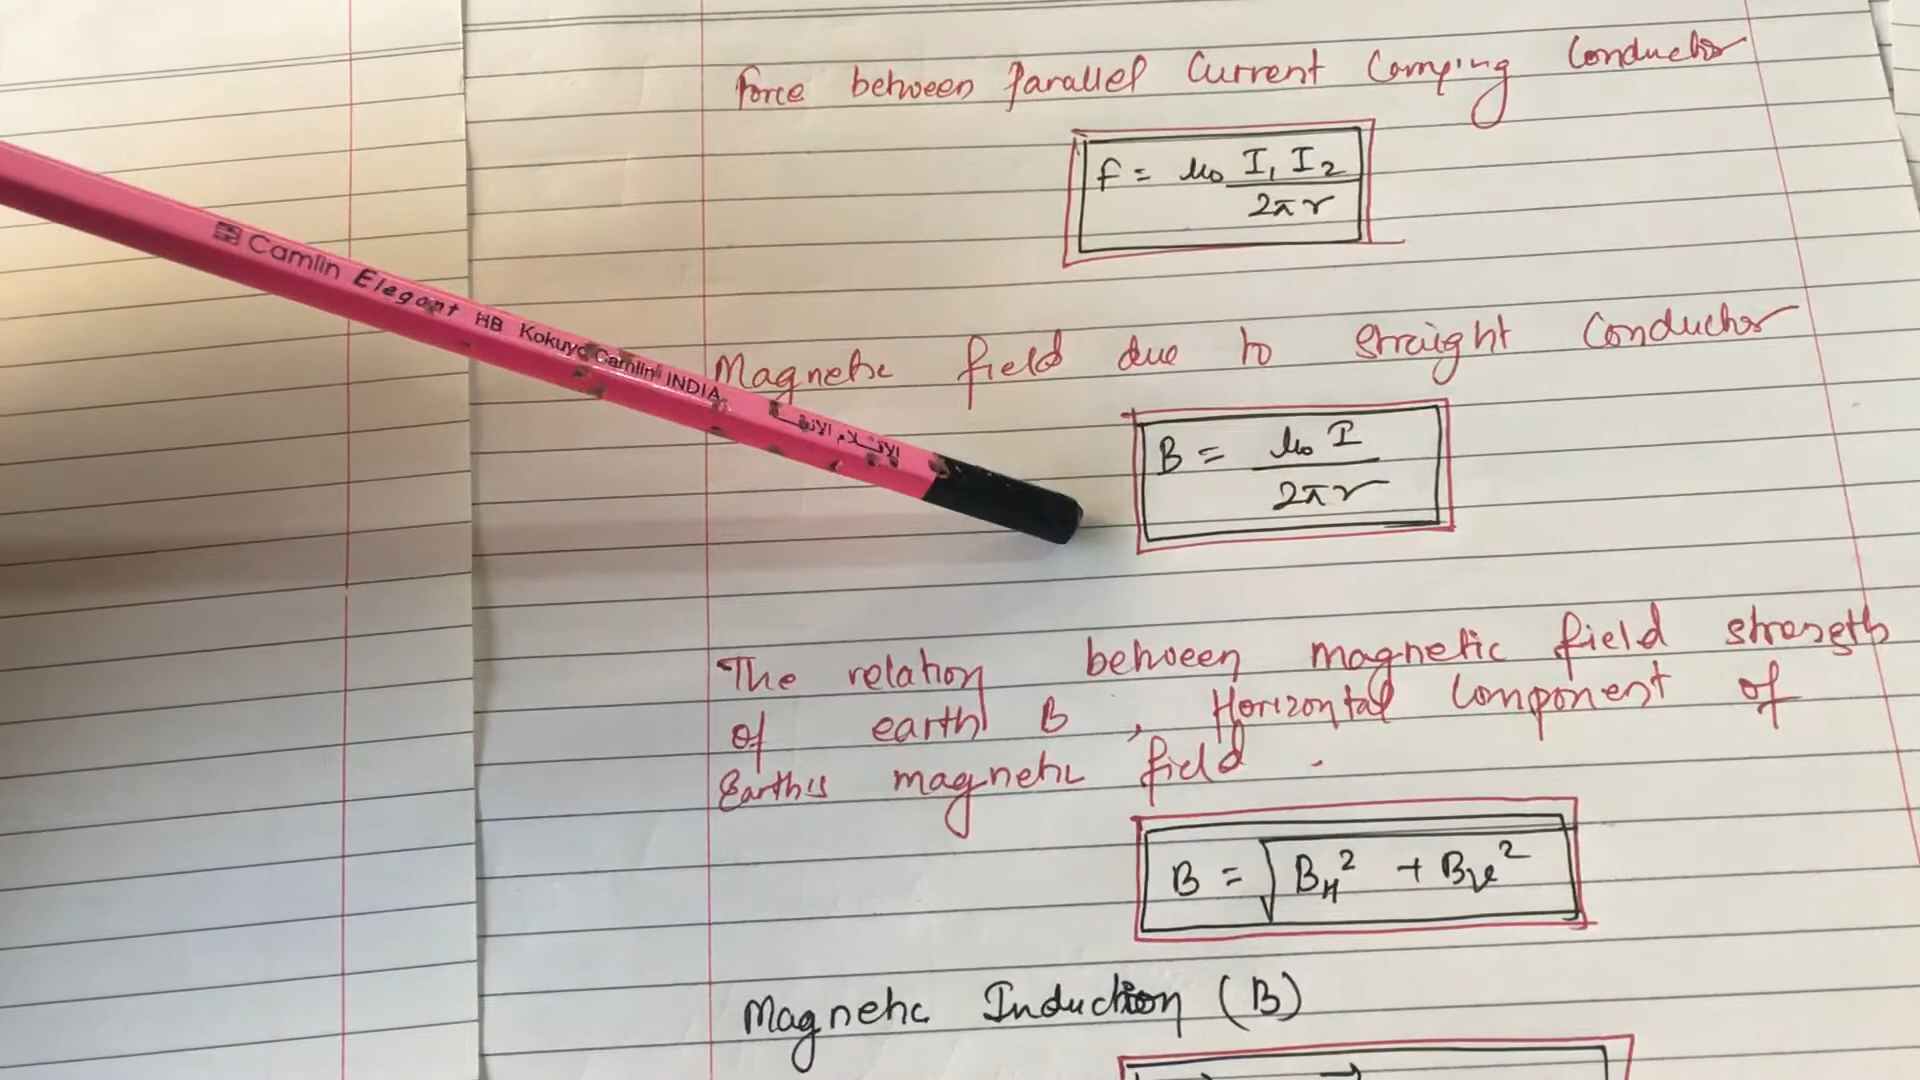 Force between parallel Current Carrying Conductor
F = μ₀ I₁ I₂ / 2πr
Camlin Elegant HB Kokuyo Camlin INDIA
Magnetic field due to straight Conductor
B = μ₀ I / 2πr
The relation between magnetic field strength
of earth B , Horizontal Component of
Earth's magnetic field .
B = √(B_H² + B_V²)
Magnetic Induction (B)